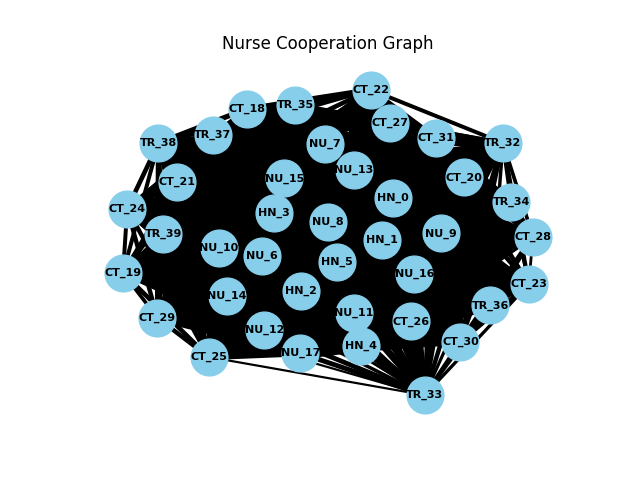 Nurse Cooperation Graph
CT_22
TR_35
CT_18
CT_27
TR_37
CT_31
TR_38
NU_7
TR_32
NU_13
CT_20
NU_15
CT_21
HN_0
TR_34
CT_24
HN_3
NU_8
NU_9
TR_39
CT_28
HN_1
NU_10
NU_6
HN_5
CT_19
NU_16
CT_23
HN_2
NU_14
TR_36
NU_11
CT_29
CT_26
NU_12
CT_30
HN_4
NU_17
CT_25
TR_33